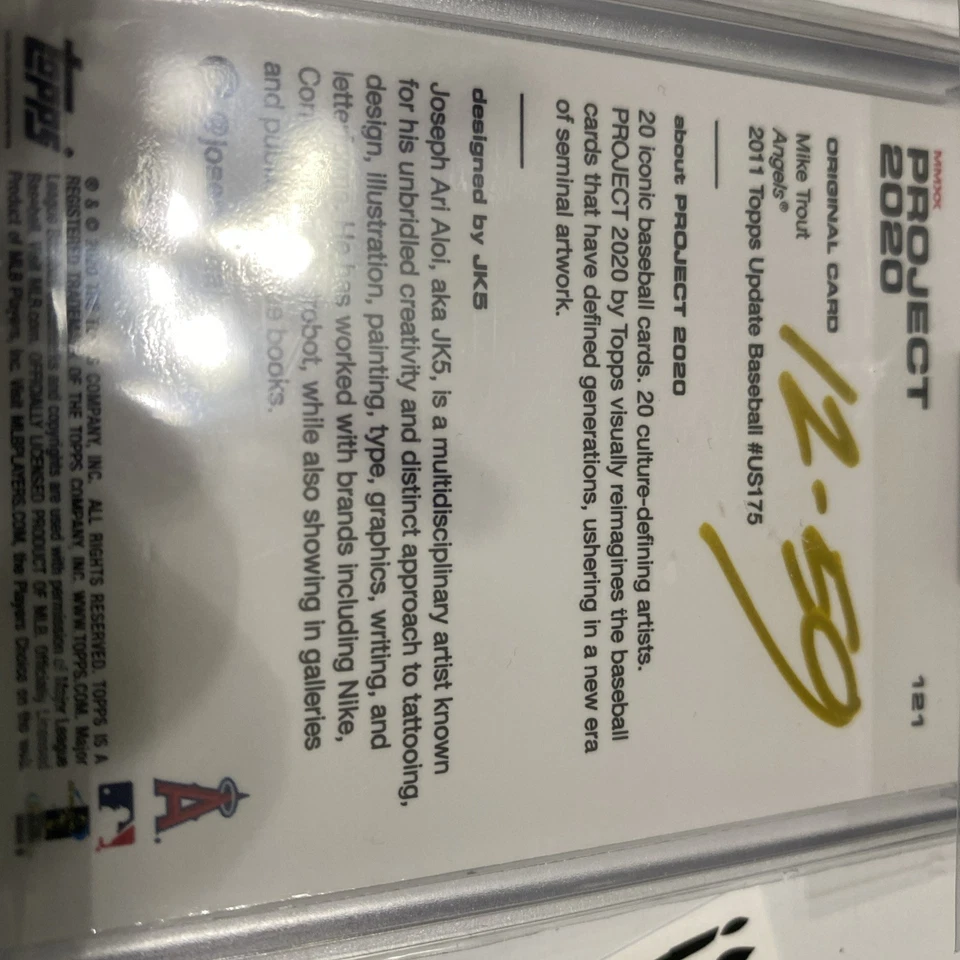 MMXX
PROJECT
2020
121
ORIGINAL CARD
Mike Trout
Angels®
2011 Topps Update Baseball #US175
12-50
about PROJECT 2020
20 iconic baseball cards. 20 culture-defining artists.
PROJECT 2020 by Topps visually reimagines the baseball
cards that have defined generations, ushering in a new era
of seminal artwork.
designed by JK5
Joseph Ari Aloi, aka JK5, is a multidisciplinary artist known
for his unbridled creativity and distinct approach to tattooing,
design, illustration, painting, type, graphics, writing, and
has worked with brands including Nike,
while also showing in galleries
and books.
Topps
® & © 2020 COMPANY, INC. ALL RIGHTS RESERVED. TOPPS IS A
REGISTERED OF THE TOPPS COMPANY, INC. WWW.TOPPS.COM. Major
League and copyrights are used with permission of Major League
Baseball. Visit MLB.com. OFFICIALLY LICENSED PRODUCT OF MLB. Officially Licensed
Product of MLB Players, Inc. Visit MLBPLAYERS.COM, the Players Choice on the web.
A